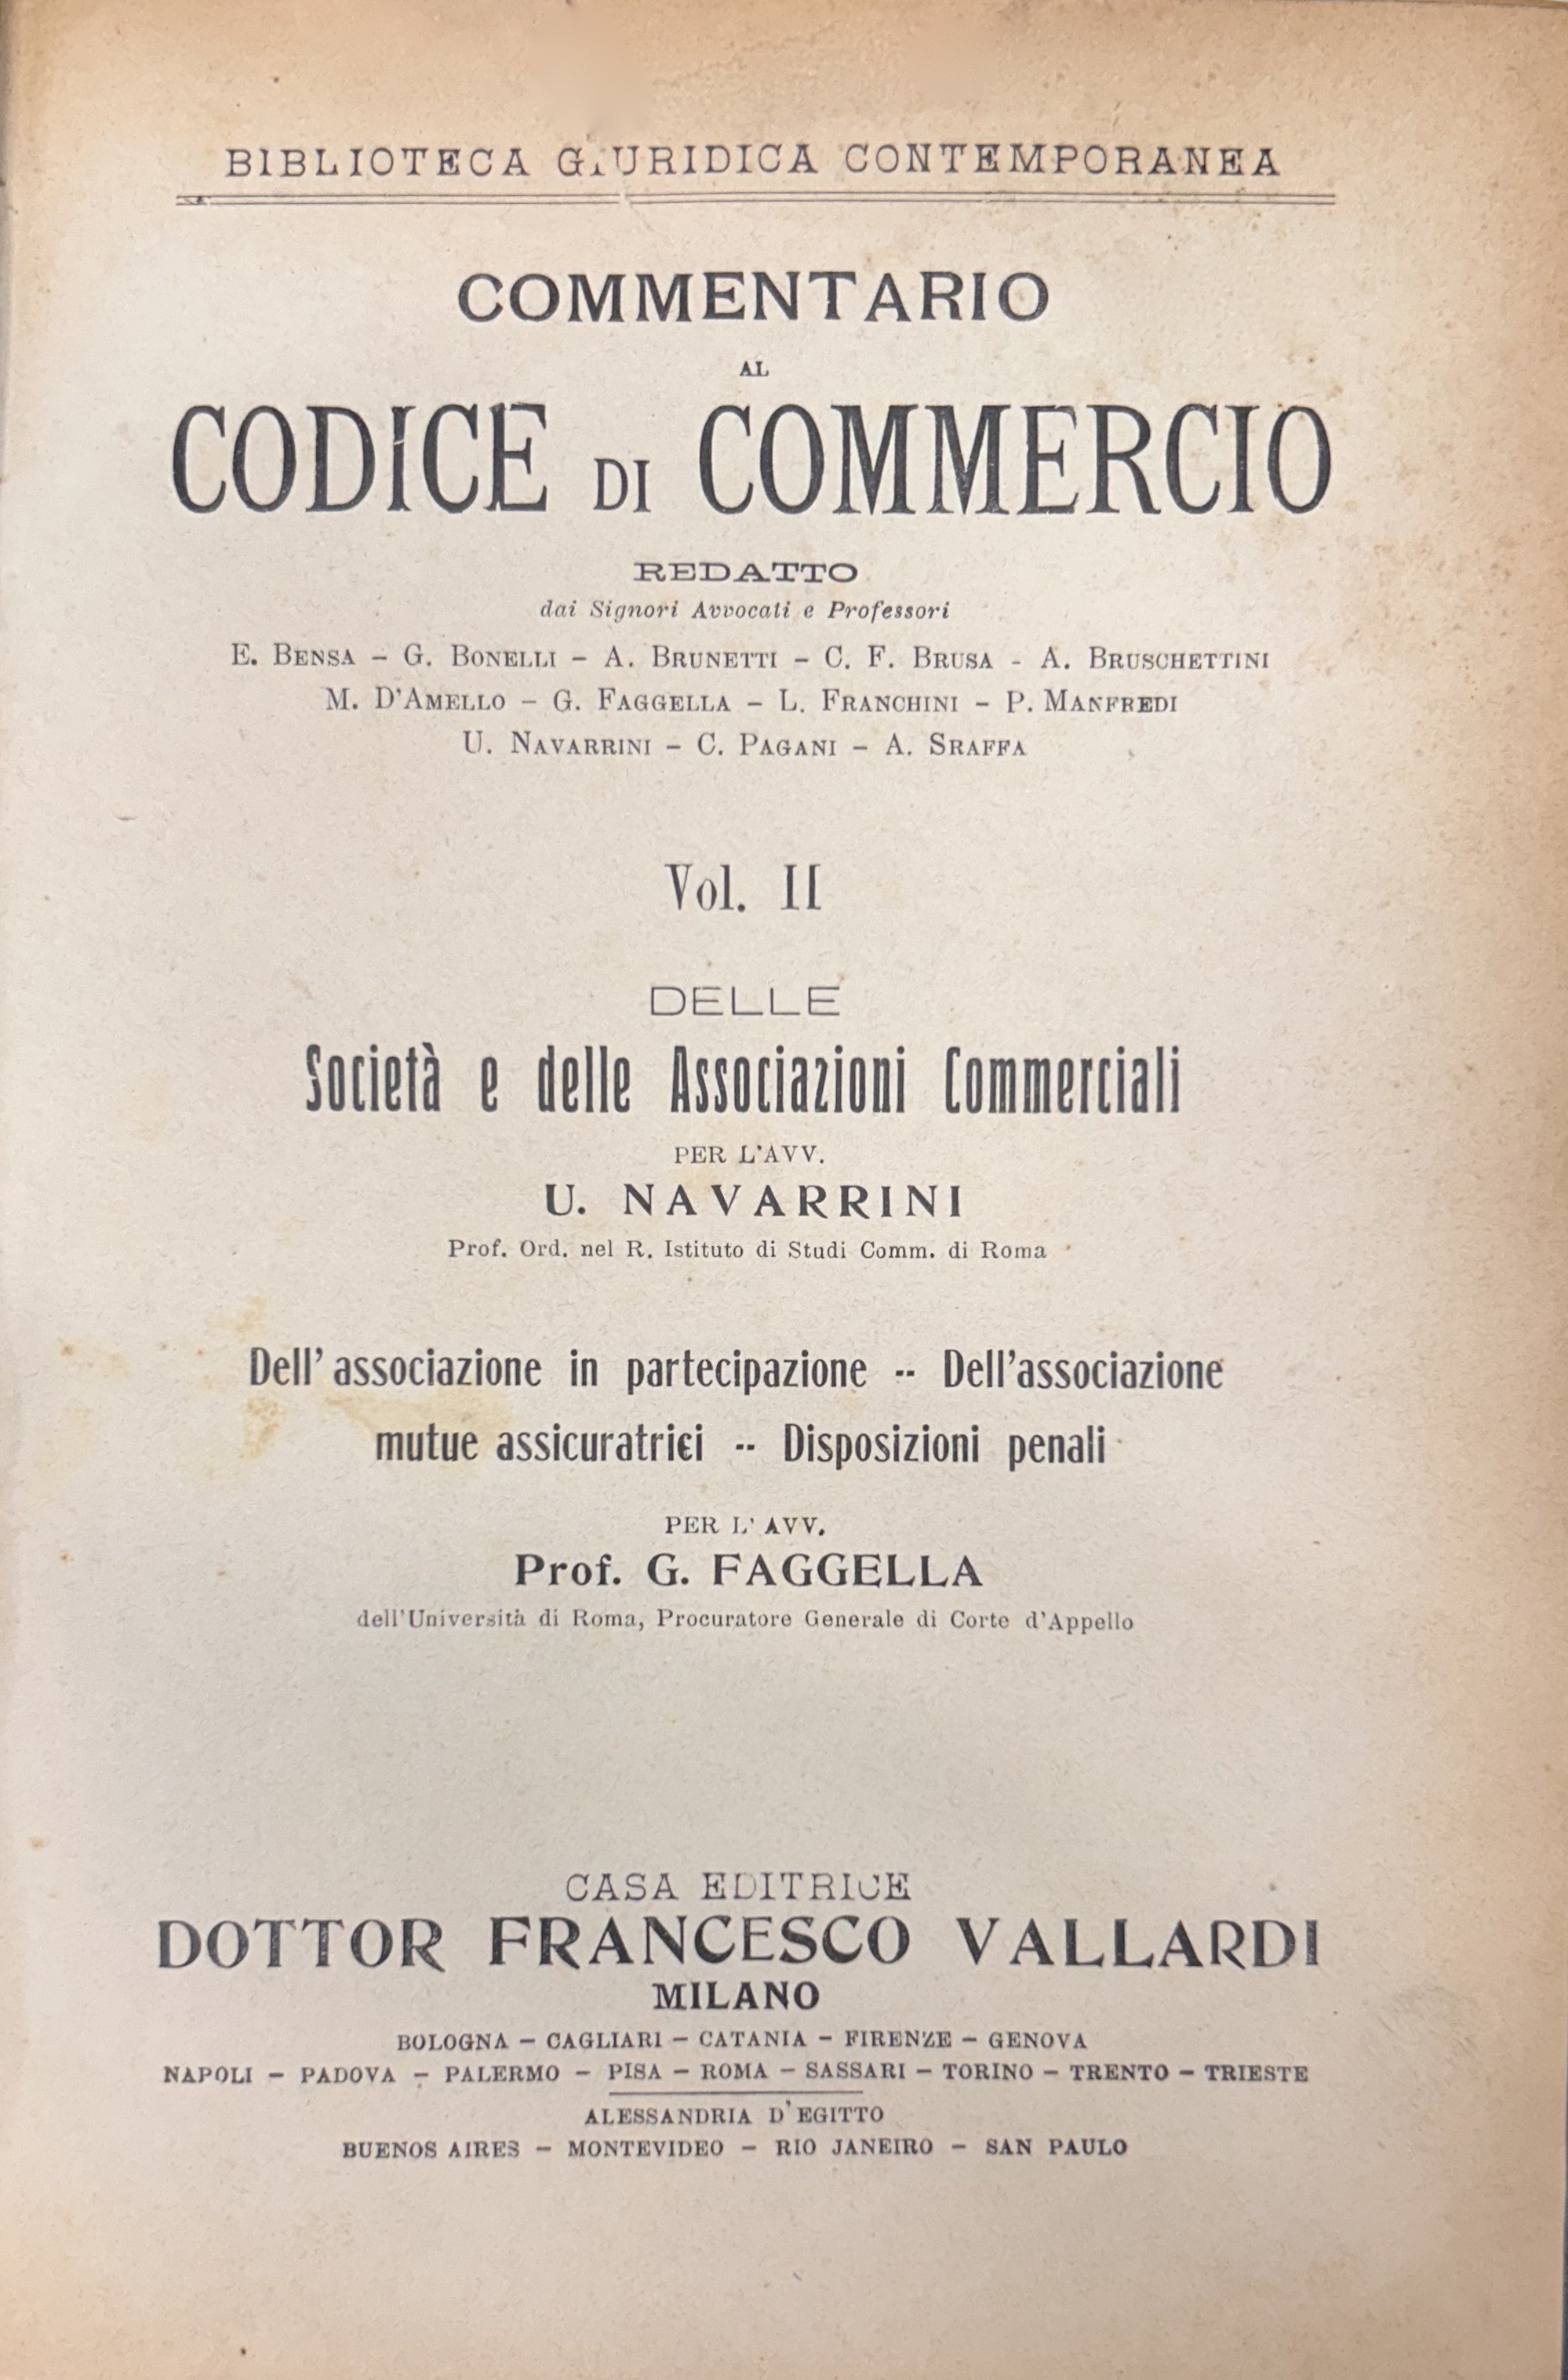 BIBLIOTECA GIURIDICA CONTEMPORANEA
COMMENTARIO
AL
CODICE DI COMMERCIO
REDATTO
dai Signori Avvocati e Professori
E. BENSA – G. BONELLI – A. BRUNETTI – C. F. BRUSA - A. BRUSCHETTINI
M. D'AMELLO – G. FAGGELLA – L. FRANCHINI – P. MANFREDI
U. NAVARRINI – C. PAGANI – A. SRAFFA
Vol. II
DELLE
Società e delle Associazioni Commerciali
PER L'AVV.
U. NAVARRINI
Prof. Ord. nel R. Istituto di Studi Comm. di Roma
Dell' associazione in partecipazione -- Dell'associazione
mutue assicuratrici -- Disposizioni penali
PER L' AVV.
Prof. G. FAGGELLA
dell'Università di Roma, Procuratore Generale di Corte d'Appello
CASA EDITRICE
DOTTOR FRANCESCO VALLARDI
MILANO
BOLOGNA – CAGLIARI – CATANIA – FIRENZE – GENOVA
NAPOLI – PADOVA – PALERMO – PISA – ROMA – SASSARI – TORINO – TRENTO – TRIESTE
ALESSANDRIA D'EGITTO
BUENOS AIRES – MONTEVIDEO – RIO JANEIRO – SAN PAULO